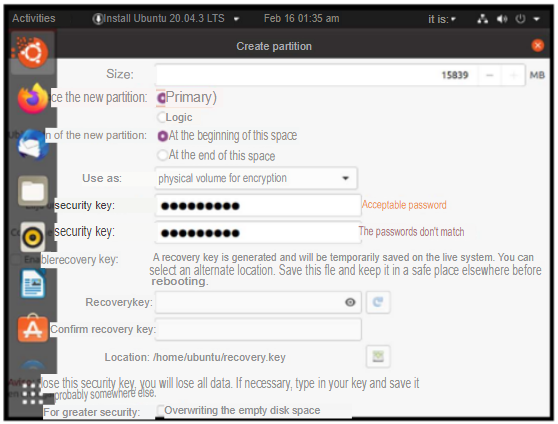 Activities Install Ubuntu 20.04.3 LTS Feb 16 01:35 am it is:
Create partition
Size: 15839 MB
ce the new partition: Primary)
Logic
n of the new partition: At the beginning of this space
At the end of this space
Use as: physical volume for encryption
security key: ●●●●●●●●● Acceptable password
security key: ●●●●●●●●● The passwords don't match
Enablerecovery key: A recovery key is generated and will be temporarily saved on the live system. You can
select an alternate location. Save this fle and keep it in a safe place elsewhere before
rebooting.
Recoverykey:
Confirm recovery key:
Location: /home/ubuntu/recovery.key
lose this security key, you will lose all data. If necessary, type in your key and save it
probably somewhere else.
For greater security: Overwriting the empty disk space